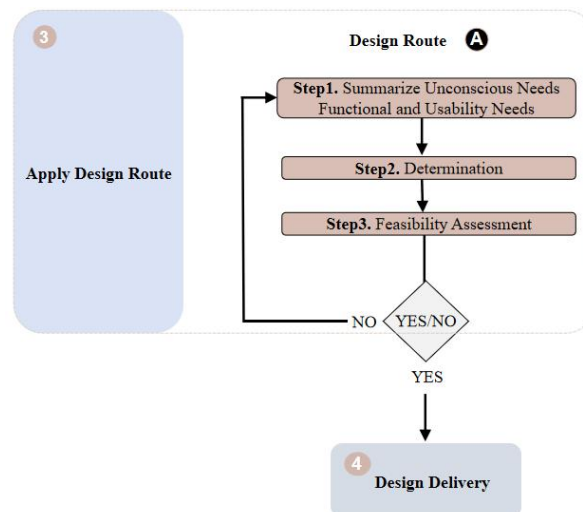 3
Design Route A
Step1. Summarize Unconscious Needs
Functional and Usability Needs
Apply Design Route
Step2. Determination
Step3. Feasibility Assessment
NO
YES/NO
YES
4
Design Delivery